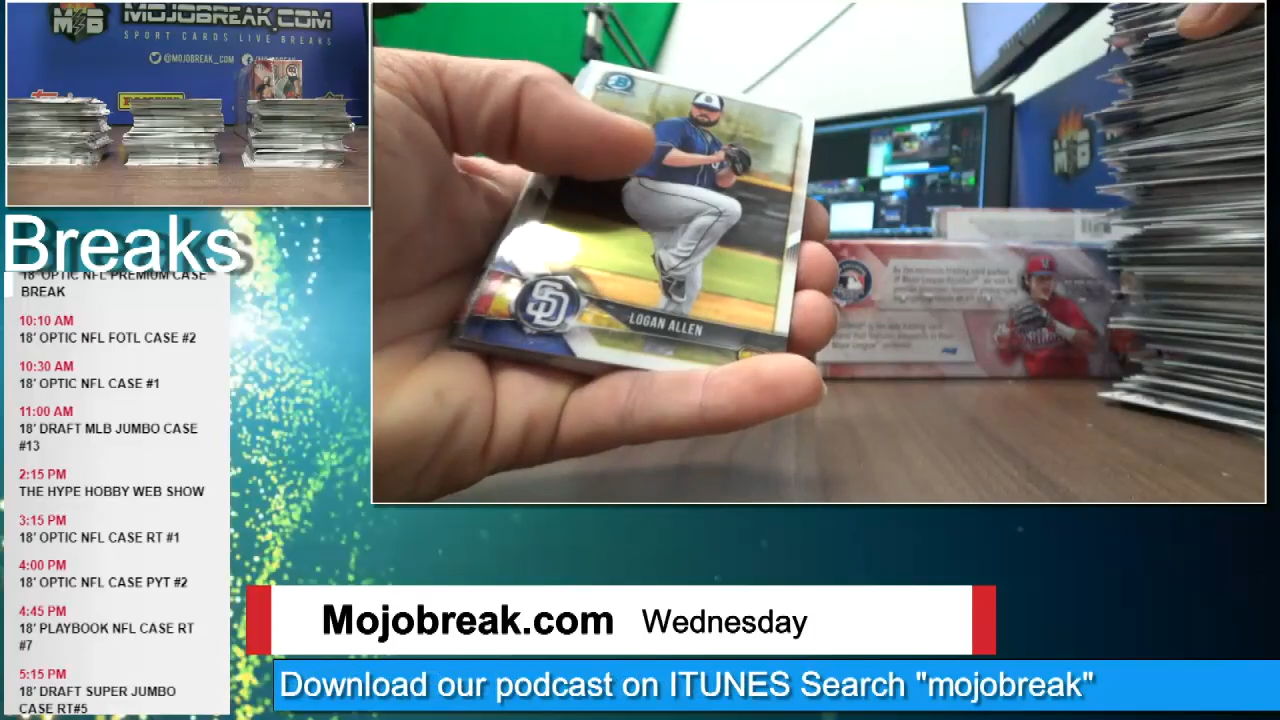 MOJOBREAK.COM
SPORT CARDS LIVE BREAKS
@MOJOBREAK_COM
Breaks
18' OPTIC NFL PREMIUM CASE
BREAK
10:10 AM
18' OPTIC NFL FOTL CASE #2
10:30 AM
18' OPTIC NFL CASE #1
11:00 AM
18' DRAFT MLB JUMBO CASE
#13
2:15 PM
THE HYPE HOBBY WEB SHOW
3:15 PM
18' OPTIC NFL CASE RT #1
4:00 PM
18' OPTIC NFL CASE PYT #2
4:45 PM
18' PLAYBOOK NFL CASE RT
#7
5:15 PM
18' DRAFT SUPER JUMBO
CASE RT#5
B
SD
LOGAN ALLEN
MB
Mojobreak.com Wednesday
Download our podcast on ITUNES Search "mojobreak"